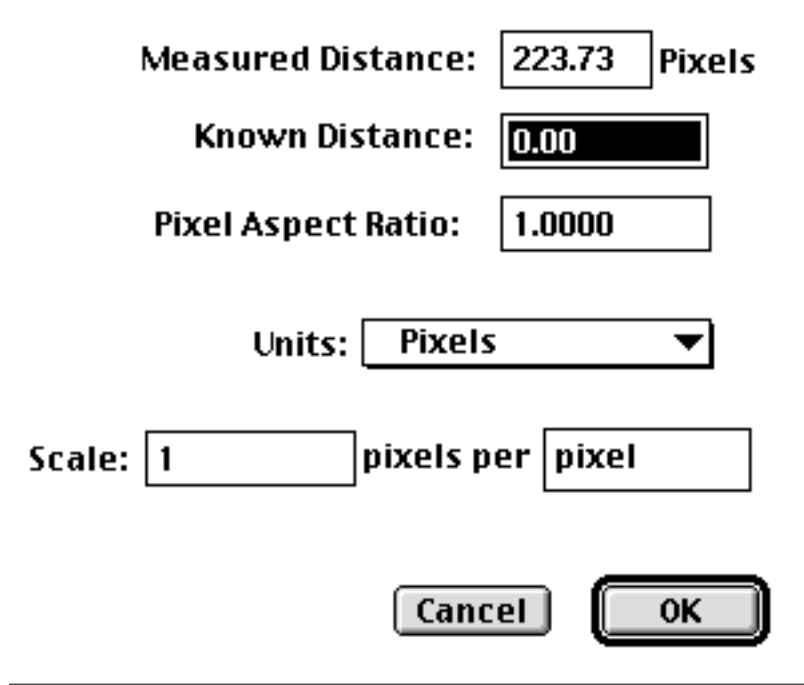 Measured Distance: 223.73 Pixels
Known Distance: 0.00
Pixel Aspect Ratio: 1.0000
Units: Pixels
Scale: 1 pixels per pixel
Cancel OK